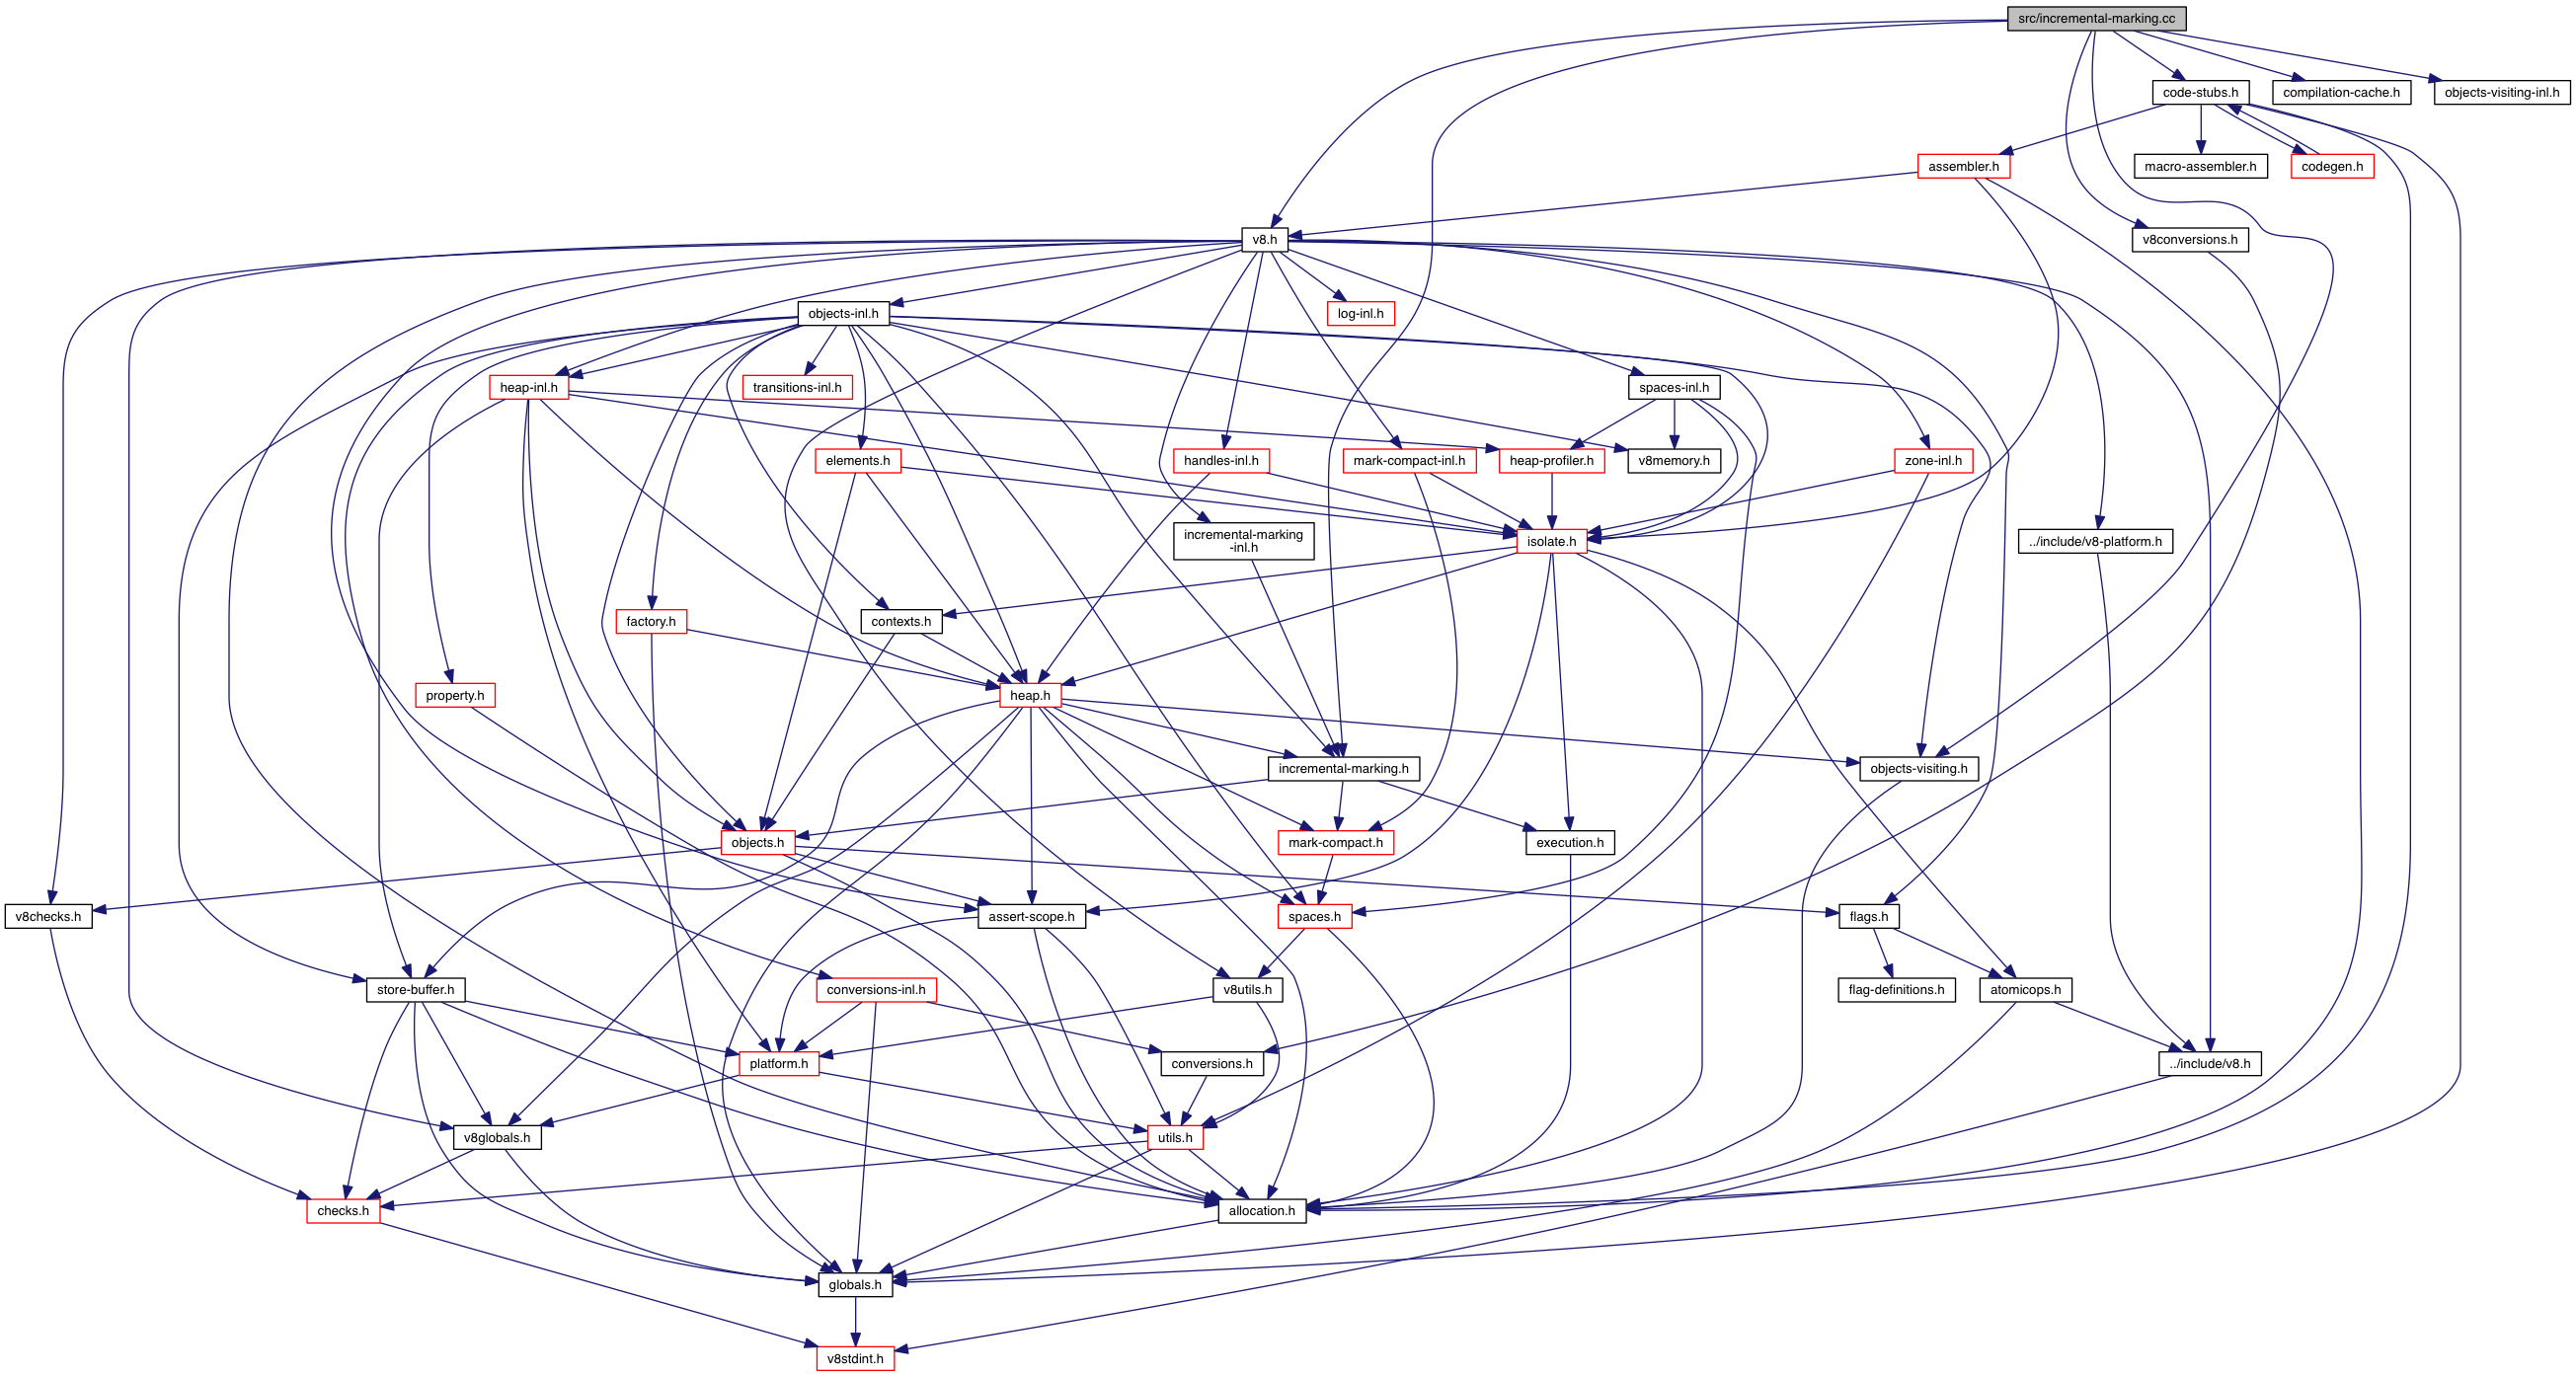 src/incremental-marking.cc
code-stubs.h
compilation-cache.h
objects-visiting-inl.h
assembler.h
macro-assembler.h
codegen.h
v8.h
v8conversions.h
objects-inl.h
log-inl.h
heap-inl.h
transitions-inl.h
spaces-inl.h
elements.h
handles-inl.h
mark-compact-inl.h
heap-profiler.h
v8memory.h
zone-inl.h
incremental-marking
-inl.h
isolate.h
../include/v8-platform.h
factory.h
contexts.h
property.h
heap.h
incremental-marking.h
objects-visiting.h
objects.h
mark-compact.h
execution.h
v8checks.h
assert-scope.h
spaces.h
flags.h
store-buffer.h
conversions-inl.h
v8utils.h
flag-definitions.h
atomicops.h
platform.h
conversions.h
../include/v8.h
v8globals.h
utils.h
checks.h
allocation.h
globals.h
v8stdint.h